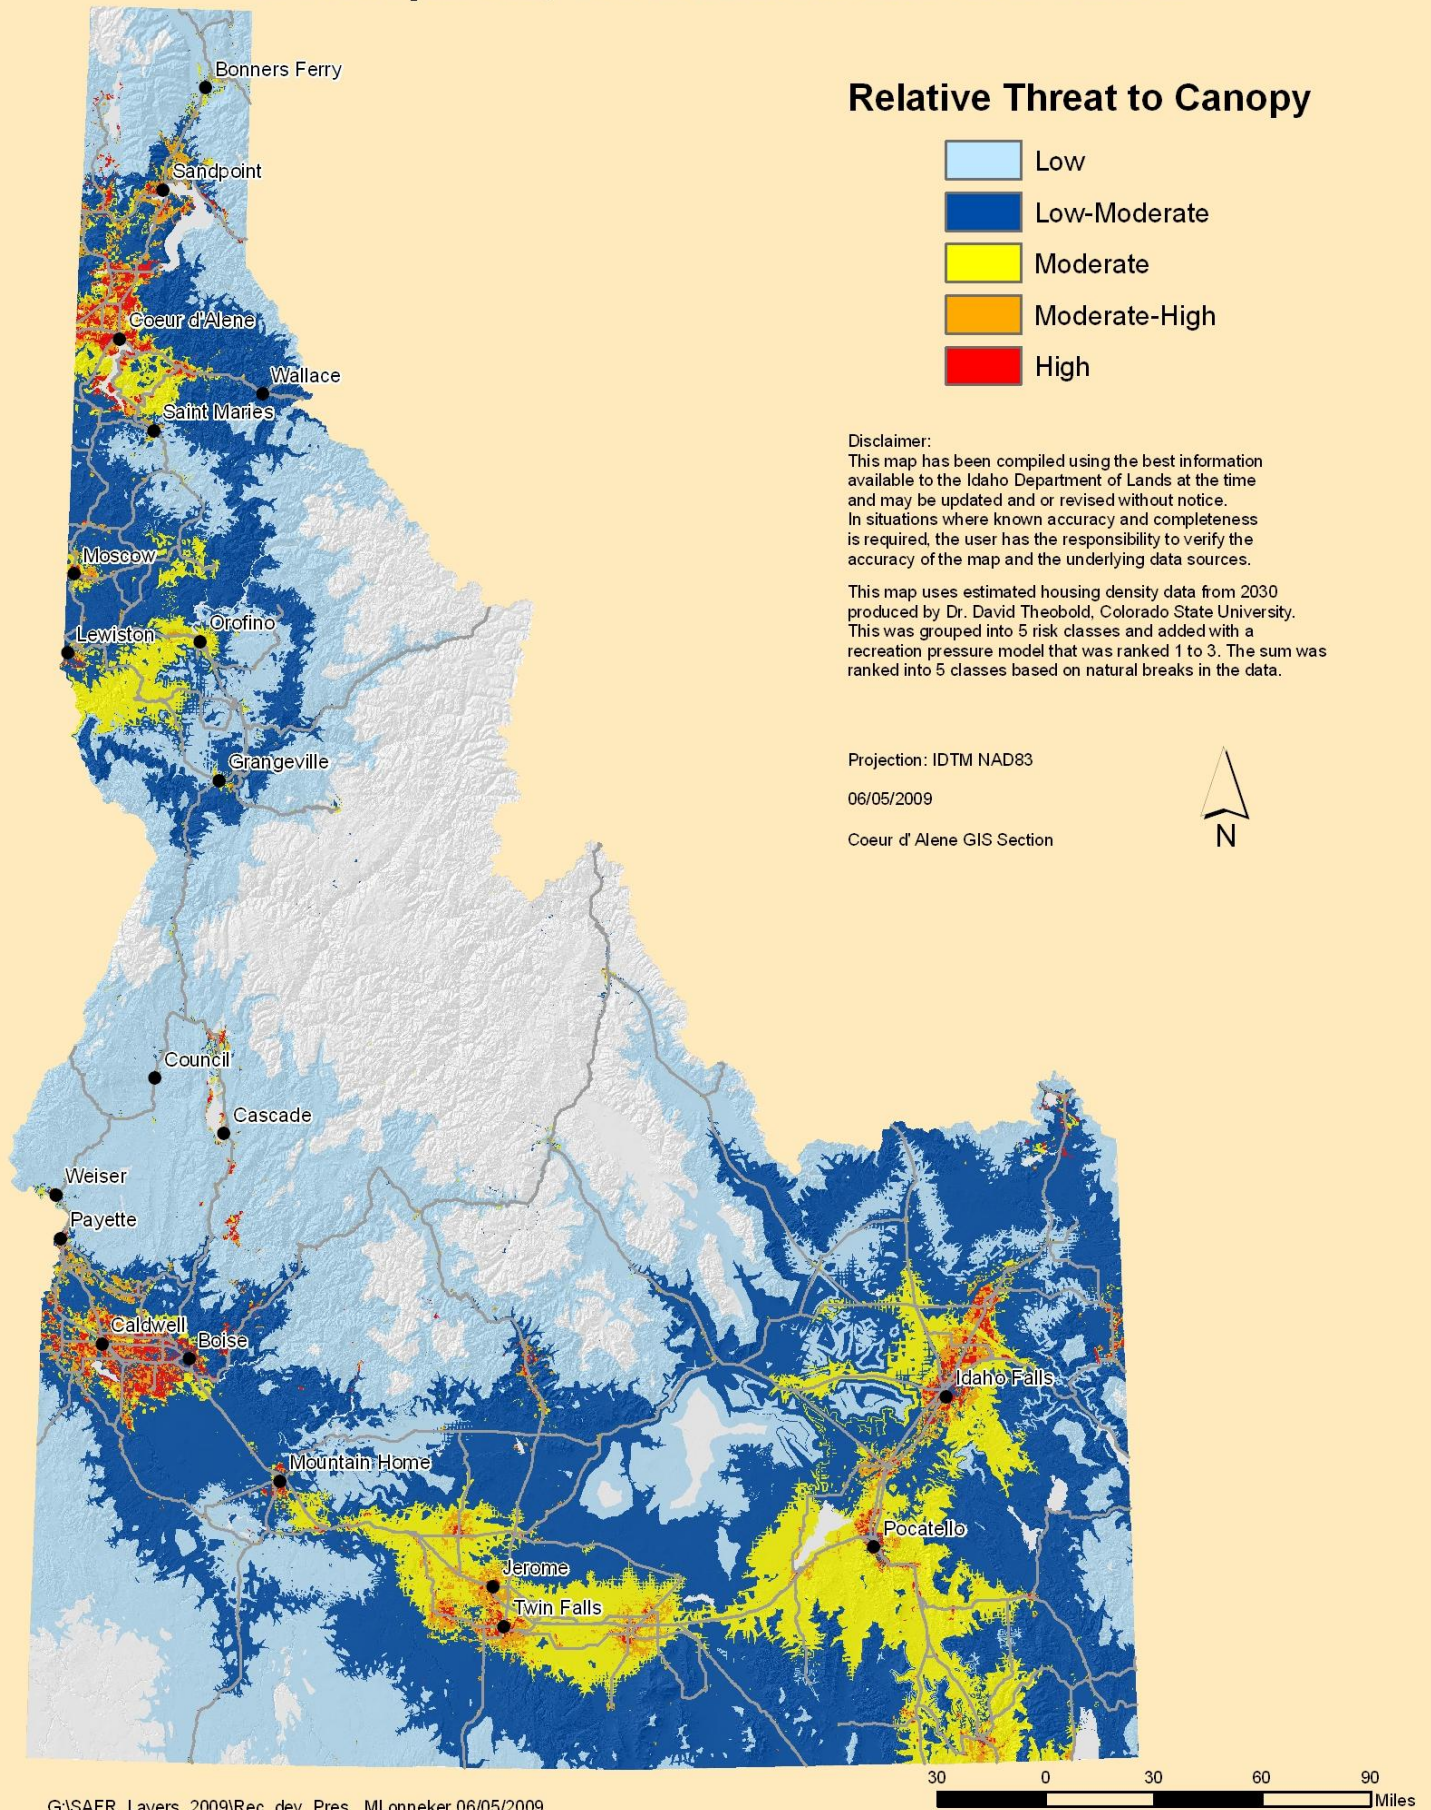 Bonners Ferry
Sandpoint
Coeur d'Alene
Wallace
Saint Maries
Moscow
Orofino
Lewiston
Grangeville
Council
Cascade
Weiser
Payette
Caldwell
Boise
Idaho Falls
Mountain Home
Pocatello
Jerome
Twin Falls
Relative Threat to Canopy
Low
Low-Moderate
Moderate
Moderate-High
High
Disclaimer:
This map has been compiled using the best information
available to the Idaho Department of Lands at the time
and may be updated and or revised without notice.
In situations where known accuracy and completeness
is required, the user has the responsibility to verify the
accuracy of the map and the underlying data sources.
This map uses estimated housing density data from 2030
produced by Dr. David Theobold, Colorado State University.
This was grouped into 5 risk classes and added with a
recreation pressure model that was ranked 1 to 3. The sum was
ranked into 5 classes based on natural breaks in the data.
Projection: IDTM NAD83
06/05/2009
Coeur d' Alene GIS Section
N
30 0 30 60 90
Miles
G:\SAFR_Layers_2009\Rec_dev_Pres_ MLonneker 06/05/2009